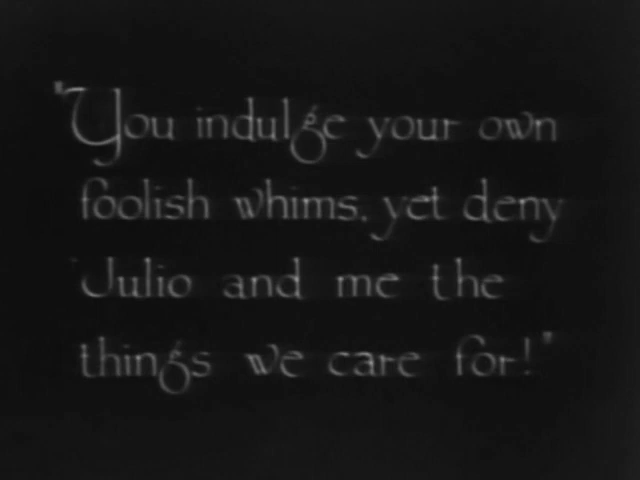 "You indulge your own
foolish whims, yet deny
Julio and me the
things we care for!"